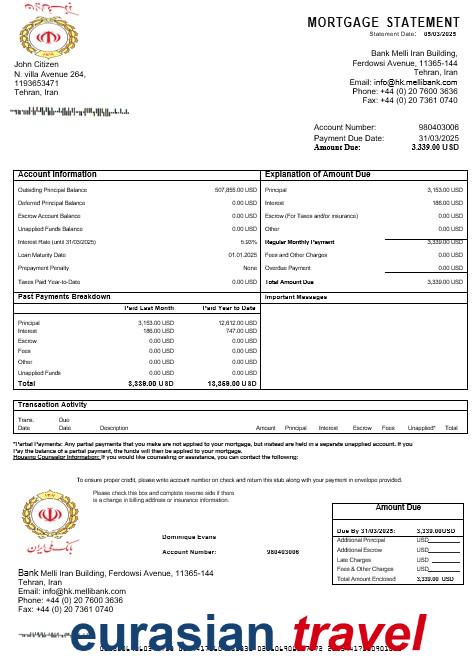 MORTGAGE STATEMENT
Statement Date: 05/03/2025
John Citizen
N. villa Avenue 264,
1193653471
Tehran, Iran
Bank Melli Iran Building,
Ferdowsi Avenue, 11365-144
Tehran, Iran
Email: info@hk.mellibank.com
Phone: +44 (0) 20 7600 3636
Fax: +44 (0) 20 7361 0740
Account Number: 980403006
Payment Due Date: 31/03/2025
Amount Due: 3,339.00 USD
Account Information
Outsiding Principal Balance 507,855.00 USD
Deferred Principal Balance 0.00 USD
Escrow Account Balance 0.00 USD
Unapplied Funds Balance 0.00 USD
Interest Rate (until 31/03/2025) 5.93%
Loan Maturity Date 01.01.2025
Prepayment Penalty None
Taxes Paid Year-to-Date 0.00 USD
Explanation of Amount Due
Principal 3,153.00 USD
Interest 186.00 USD
Escrow (For Taxes and/or insurance) 0.00 USD
Other 0.00 USD
Regular Monthly Payment 3,339.00 USD
Fees and Other Charges 0.00 USD
Overdue Payment 0.00 USD
Total Amount Due 3,339.00 USD
Past Payments Breakdown
Paid Last Month Paid Year to Date
Principal 3,153.00 USD 12,612.00 USD
Interest 186.00 USD 747.00 USD
Escrow 0.00 USD 0.00 USD
Fees 0.00 USD 0.00 USD
Other 0.00 USD 0.00 USD
Unapplied Funds 0.00 USD 0.00 USD
Total 3,339.00 USD 13,359.00 USD
Important Messages
Transaction Activity
Trans. Date Due Date Description Amount Principal Interest Escrow Fees Unapplied* Total
*Partial Payments: Any partial payments that you make are not applied to your mortgage, but instead are held in a separate unapplied account. If you
Pay the balance of a partial payment, the funds will then be applied to your mortgage.
Housing Counselor Information: If you would like counseling or assistance, you can contact the following:
To ensure proper credit, please write account number on check and return this stub along with your payment in envelope provided.
Please check this box and complete reverse side if there
is a change in billing address or insurance information.
بانک ملی ایران
Dominique Evans
Account Number: 980403006
Amount Due
Due By 31/03/2025: 3,339.00USD
Additional Principal USD
Additional Escrow USD
Late Charges USD
Fees & Other Charges USD
Total Amount Enclosed 3,339.00 USD
Bank Melli Iran Building, Ferdowsi Avenue, 11365-144
Tehran, Iran
Email: info@hk.mellibank.com
Phone: +44 (0) 20 7600 3636
Fax: +44 (0) 20 7361 0740
eurasian travel